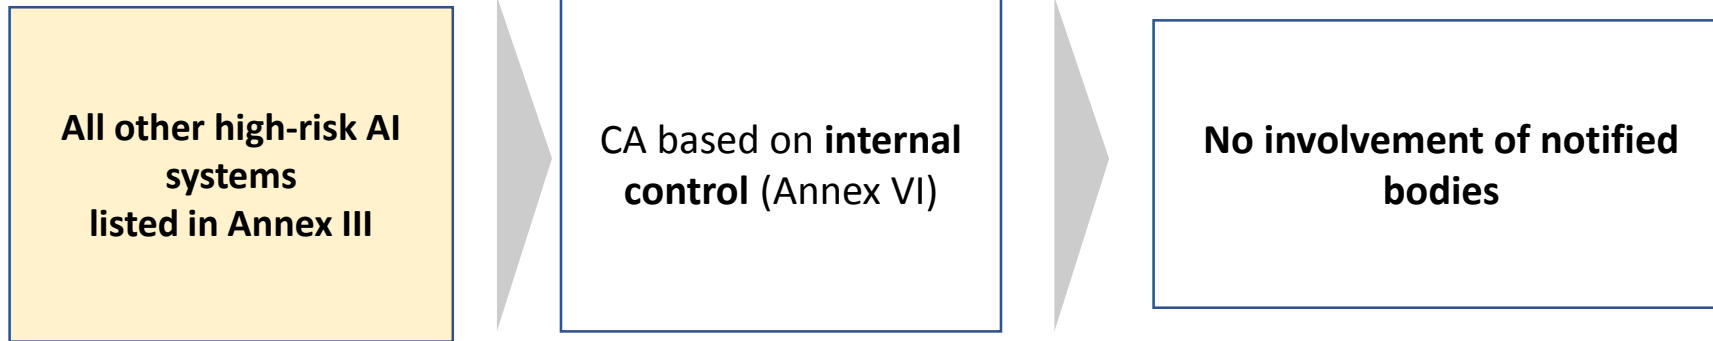 All other high-risk AI
systems
listed in Annex III
CA based on internal
control (Annex VI)
No involvement of notified
bodies